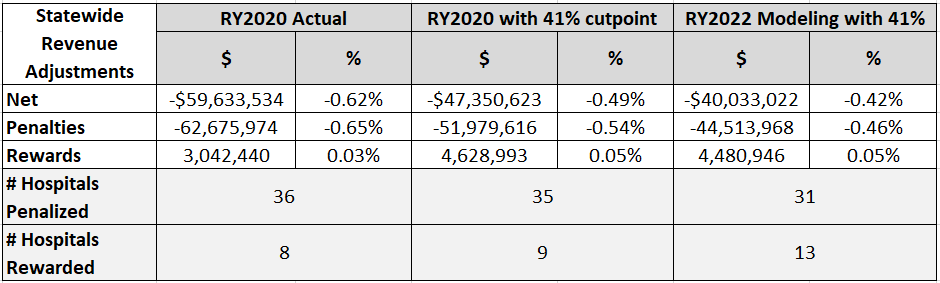 Statewide Revenue Adjustments RY2020 Actual RY2020 with 41% cutpoint RY2022 Modeling with 41%
$ % $ % $ %
Net -$59,633,534 -0.62% -$47,350,623 -0.49% -$40,033,022 -0.42%
Penalties -62,675,974 -0.65% -51,979,616 -0.54% -44,513,968 -0.46%
Rewards 3,042,440 0.03% 4,628,993 0.05% 4,480,946 0.05%
# Hospitals Penalized 36 35 31
# Hospitals Rewarded 8 9 13